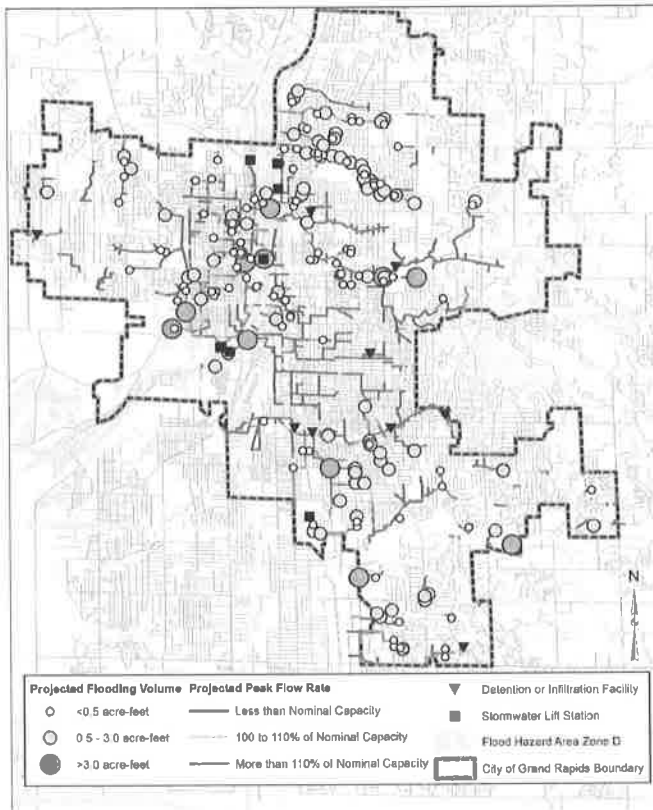 N
Projected Flooding Volume Projected Peak Flow Rate
<0.5 acre-feet Less than Nominal Capacity Detention or Infiltration Facility
0.5 - 3.0 acre-feet 100 to 110% of Nominal Capacity Stormwater Lift Station
>3.0 acre-feet More than 110% of Nominal Capacity Flood Hazard Area Zone D
City of Grand Rapids Boundary